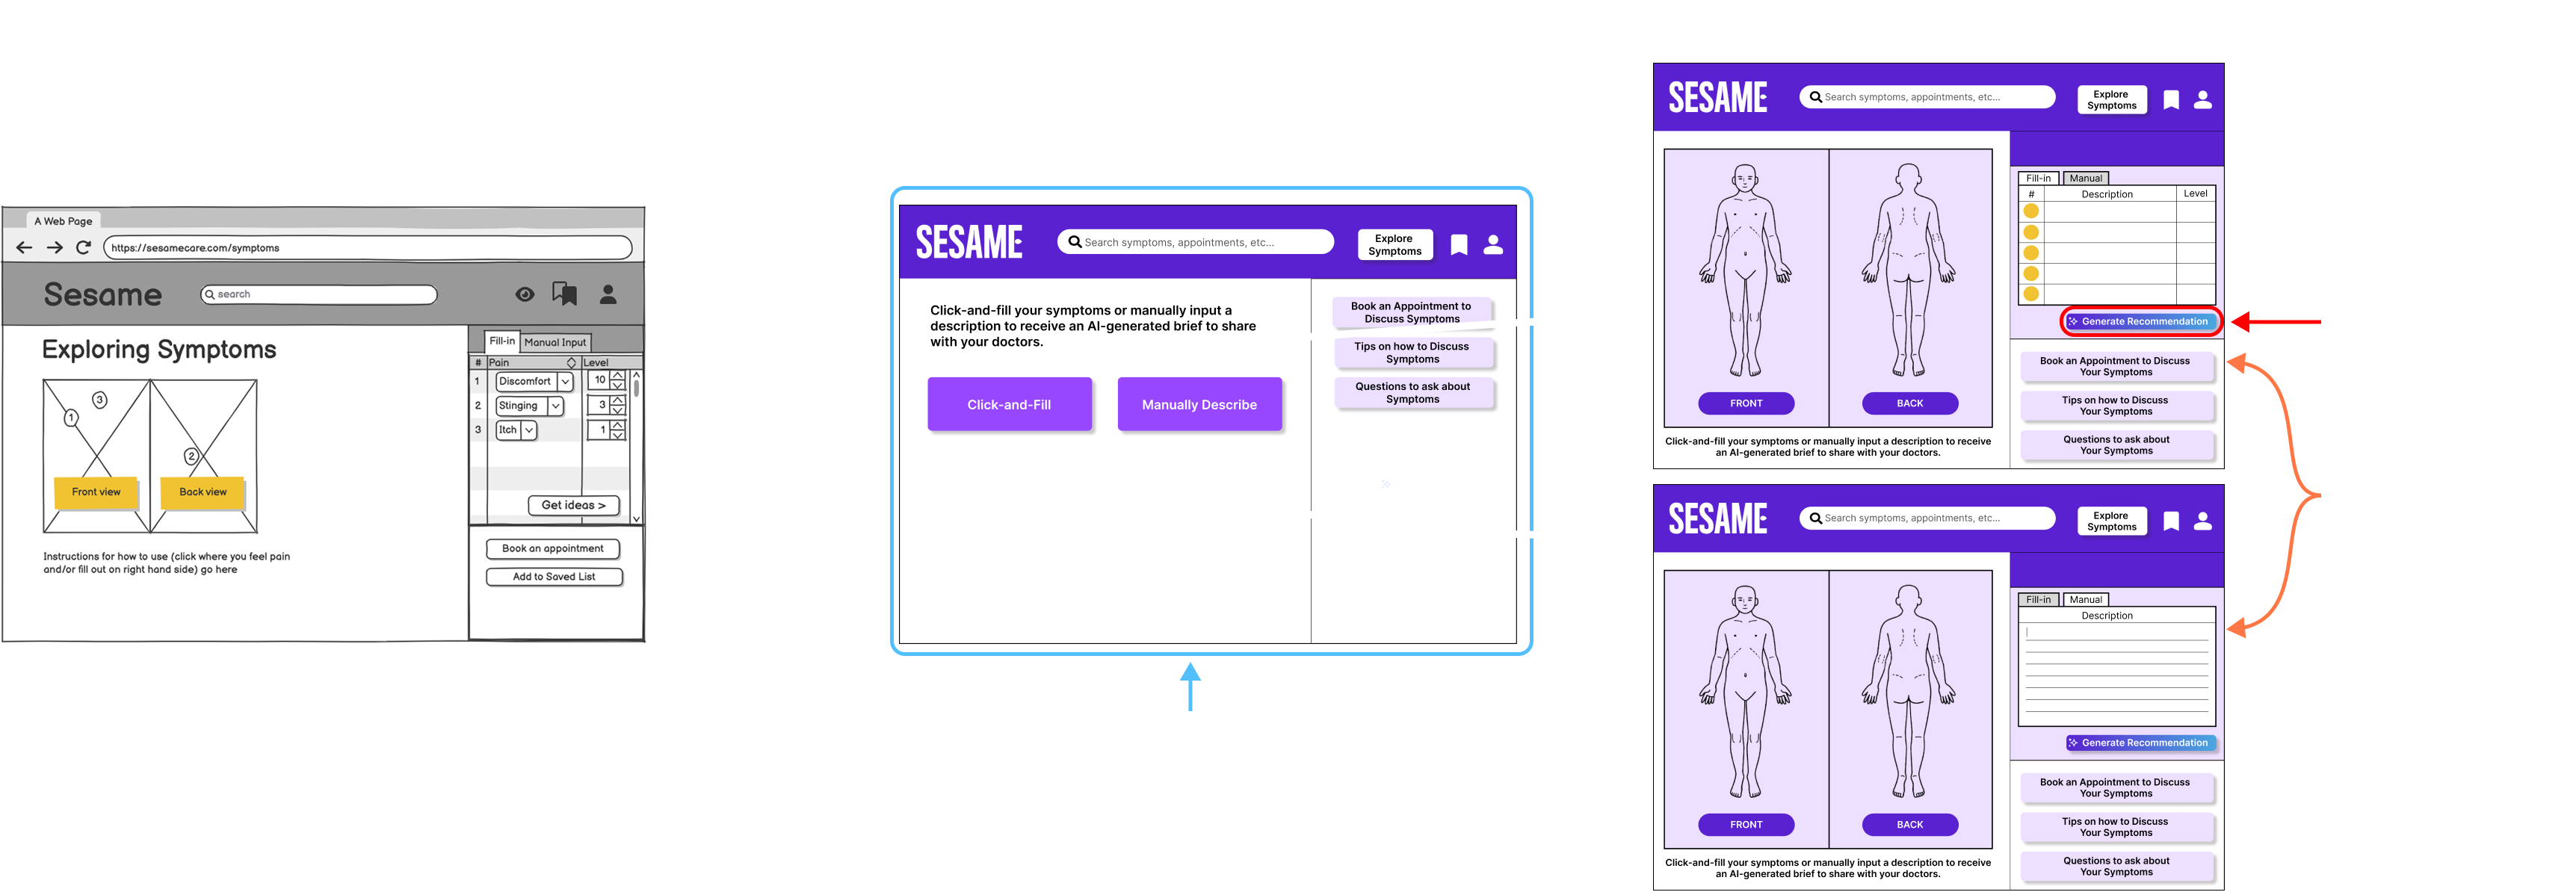 A Web Page
https://sesamecare.com/symptoms
Sesame
search
Exploring Symptoms
1
3
2
Front view
Back view
Instructions for how to use (click where you feel pain
and/or fill out on right hand side) go here
Fill-in
Manual Input
# Pain Level
1 Discomfort 10
2 Stinging 3
3 Itch 1
Get ideas >
Book an appointment
Add to Saved List
SESAME
Search symptoms, appointments, etc...
Explore
Symptoms
Click-and-fill your symptoms or manually input a
description to receive an AI-generated brief to share
with your doctors.
Click-and-Fill
Manually Describe
Book an Appointment to
Discuss Symptoms
Tips on how to Discuss
Symptoms
Questions to ask about
Symptoms
SESAME
Search symptoms, appointments, etc...
Explore
Symptoms
FRONT
BACK
Click-and-fill your symptoms or manually input a description to receive
an AI-generated brief to share with your doctors.
Fill-in
Manual
# Description Level
Generate Recommendation
Book an Appointment to Discuss
Your Symptoms
Tips on how to Discuss
Your Symptoms
Questions to ask about
Your Symptoms
SESAME
Search symptoms, appointments, etc...
Explore
Symptoms
FRONT
BACK
Click-and-fill your symptoms or manually input a description to receive
an AI-generated brief to share with your doctors.
Fill-in
Manual
Description
Generate Recommendation
Book an Appointment to Discuss
Your Symptoms
Tips on how to Discuss
Your Symptoms
Questions to ask about
Your Symptoms